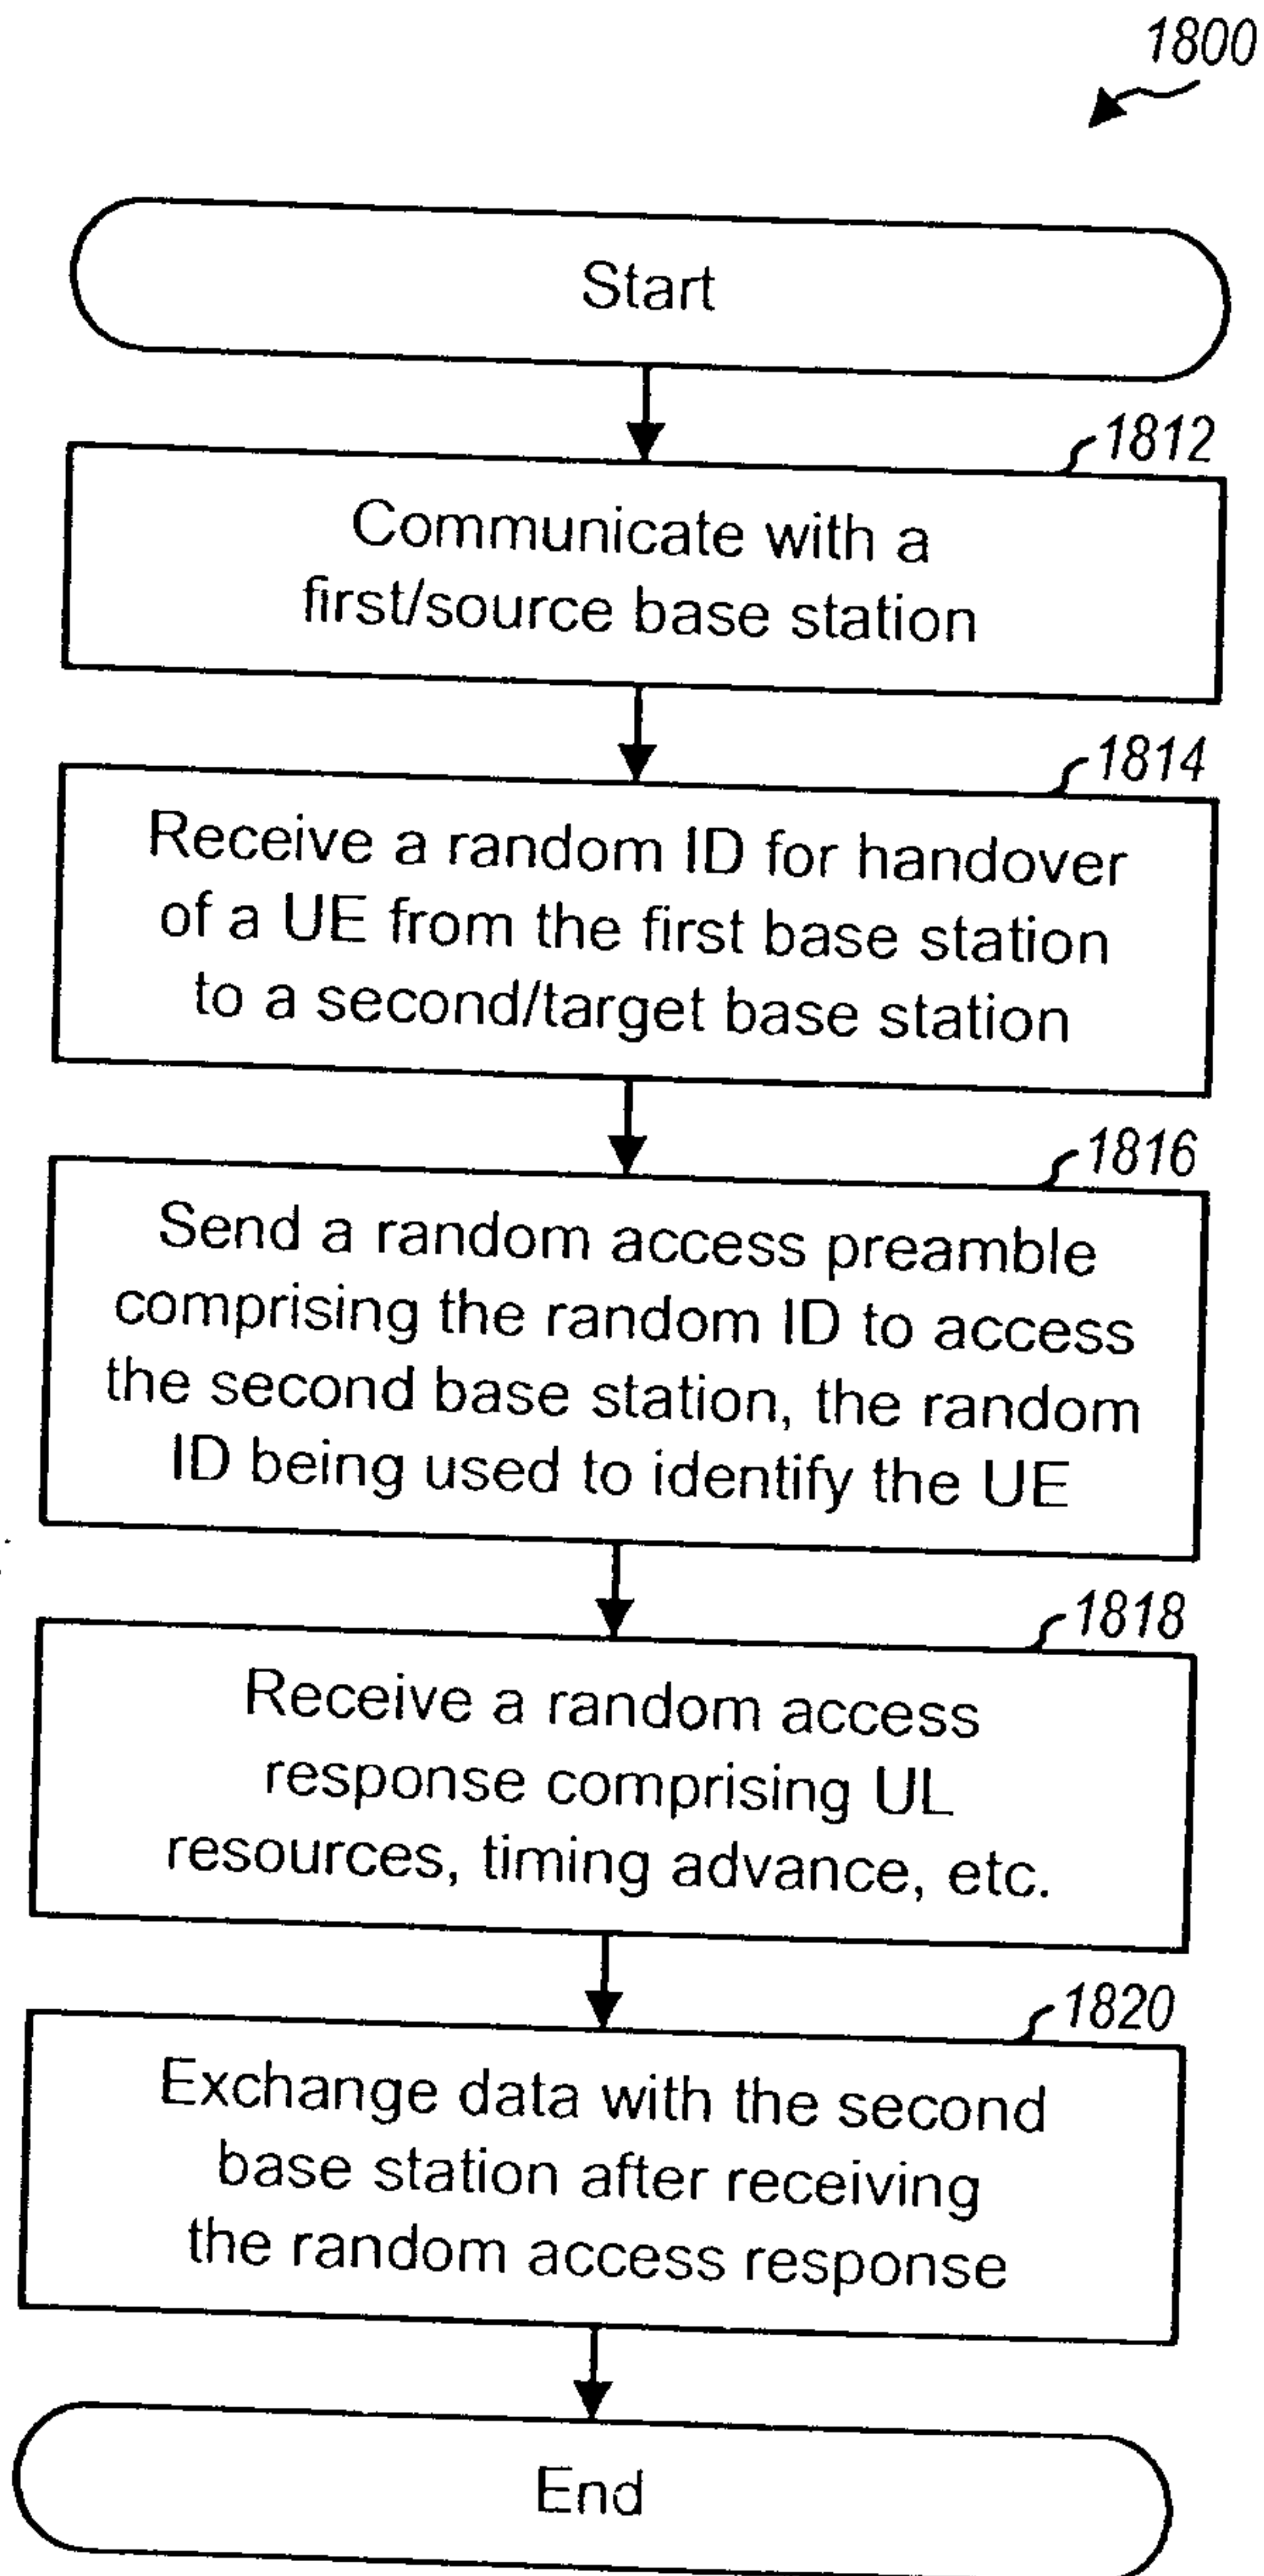 1800
Start
1812
Communicate with a
first/source base station
1814
Receive a random ID for handover
of a UE from the first base station
to a second/target base station
1816
Send a random access preamble
comprising the random ID to access
the second base station, the random
ID being used to identify the UE
1818
Receive a random access
response comprising UL
resources, timing advance, etc.
1820
Exchange data with the second
base station after receiving
the random access response
End